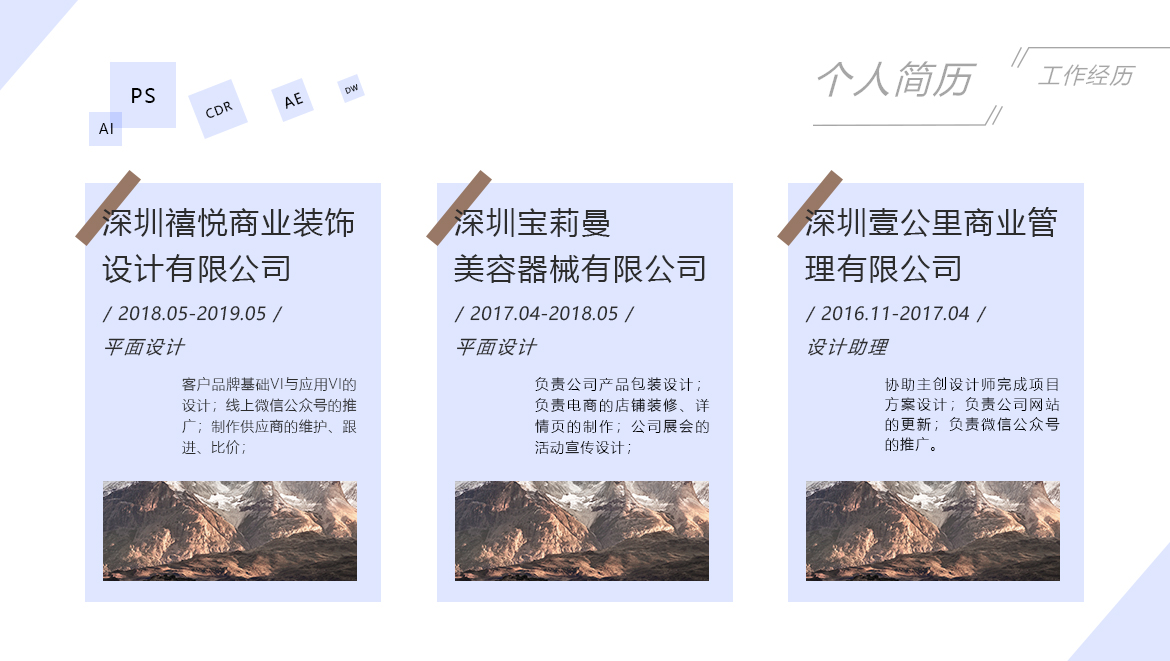 PS
AI
CDR
AE
DW
个人简历
工作经历
深圳禧悦商业装饰
设计有限公司
/ 2018.05-2019.05 /
平面设计
客户品牌基础VI与应用VI的
设计；线上微信公众号的推
广；制作供应商的维护、跟
进、比价；
深圳宝莉曼
美容器械有限公司
/ 2017.04-2018.05 /
平面设计
负责公司产品包装设计；
负责电商的店铺装修、详
情页的制作；公司展会的
活动宣传设计；
深圳壹公里商业管
理有限公司
/ 2016.11-2017.04 /
设计助理
协助主创设计师完成项目
方案设计；负责公司网站
的更新；负责微信公众号
的推广。